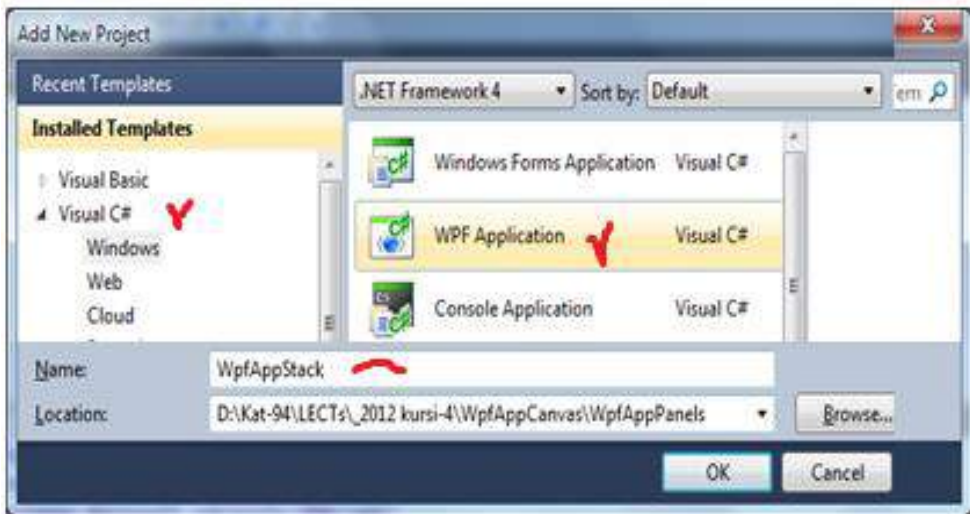 Add New Project
Recent Templates
Installed Templates
Visual Basic
Visual C#
Windows
Web
Cloud
.NET Framework 4
Sort by: Default
Windows Forms Application Visual C#
WPF Application Visual C#
Console Application Visual C#
Name: WpfAppStack
Location: D:\Kat-94\LECTs\_2012 kursi-4\WpfAppCanvas\WpfAppPanels
Browse...
OK
Cancel